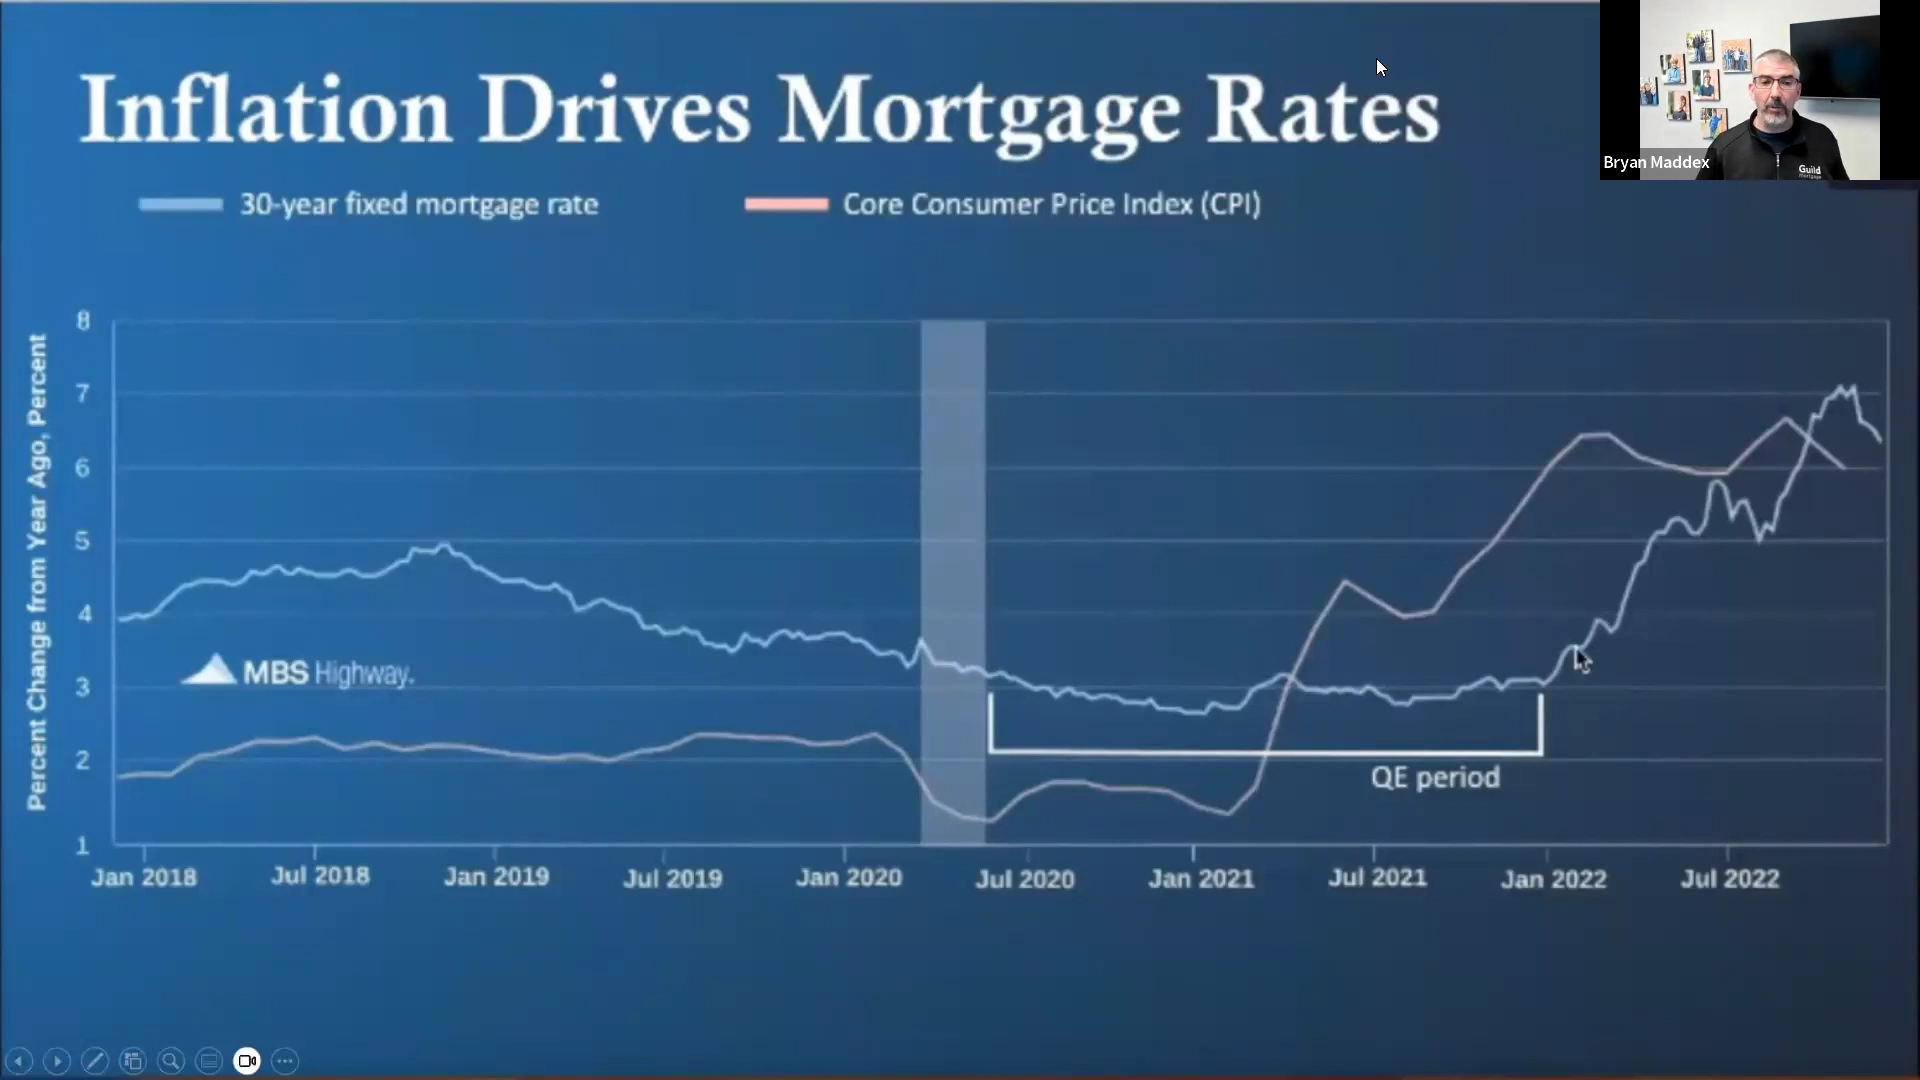 Inflation Drives Mortgage Rates
30-year fixed mortgage rate
Core Consumer Price Index (CPI)
Bryan Maddex
Guild
mortgage
Percent Change from Year Ago, Percent
8
7
6
5
4
3
2
1
MBS Highway.
QE period
Jan 2018
Jul 2018
Jan 2019
Jul 2019
Jan 2020
Jul 2020
Jan 2021
Jul 2021
Jan 2022
Jul 2022